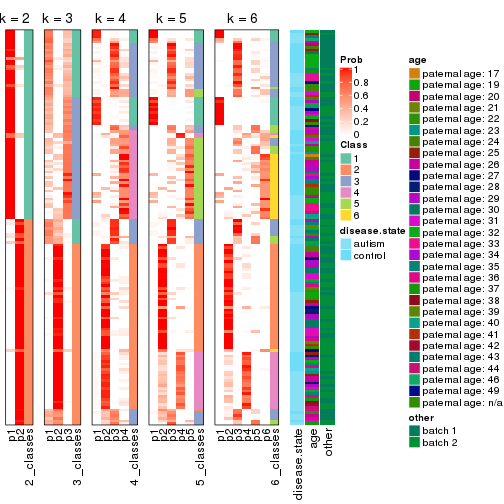 k = 2 k = 3 k = 4 k = 5 k = 6
p1 p2 2_classes
p1 p2 p3 3_classes
p1 p2 p3 p4 4_classes
p1 p2 p3 p4 p5 5_classes
p1 p2 p3 p4 p5 p6 6_classes
disease.state
age
other
Prob
1
0.8
0.6
0.4
0.2
0
Class
1
2
3
4
5
6
disease.state
autism
control
age
paternal age: 17
paternal age: 19
paternal age: 20
paternal age: 21
paternal age: 22
paternal age: 23
paternal age: 24
paternal age: 25
paternal age: 26
paternal age: 27
paternal age: 28
paternal age: 29
paternal age: 30
paternal age: 31
paternal age: 32
paternal age: 33
paternal age: 34
paternal age: 35
paternal age: 36
paternal age: 37
paternal age: 38
paternal age: 39
paternal age: 40
paternal age: 41
paternal age: 42
paternal age: 43
paternal age: 44
paternal age: 46
paternal age: 49
paternal age: n/a
other
batch 1
batch 2